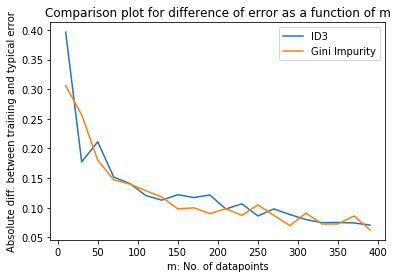 Comparison plot for difference of error as a function of m
ID3
Gini Impurity
Absolute diff. between training and typical error
0.40
0.35
0.30
0.25
0.20
0.15
0.10
0.05
0 50 100 150 200 250 300 350 400
m: No. of datapoints